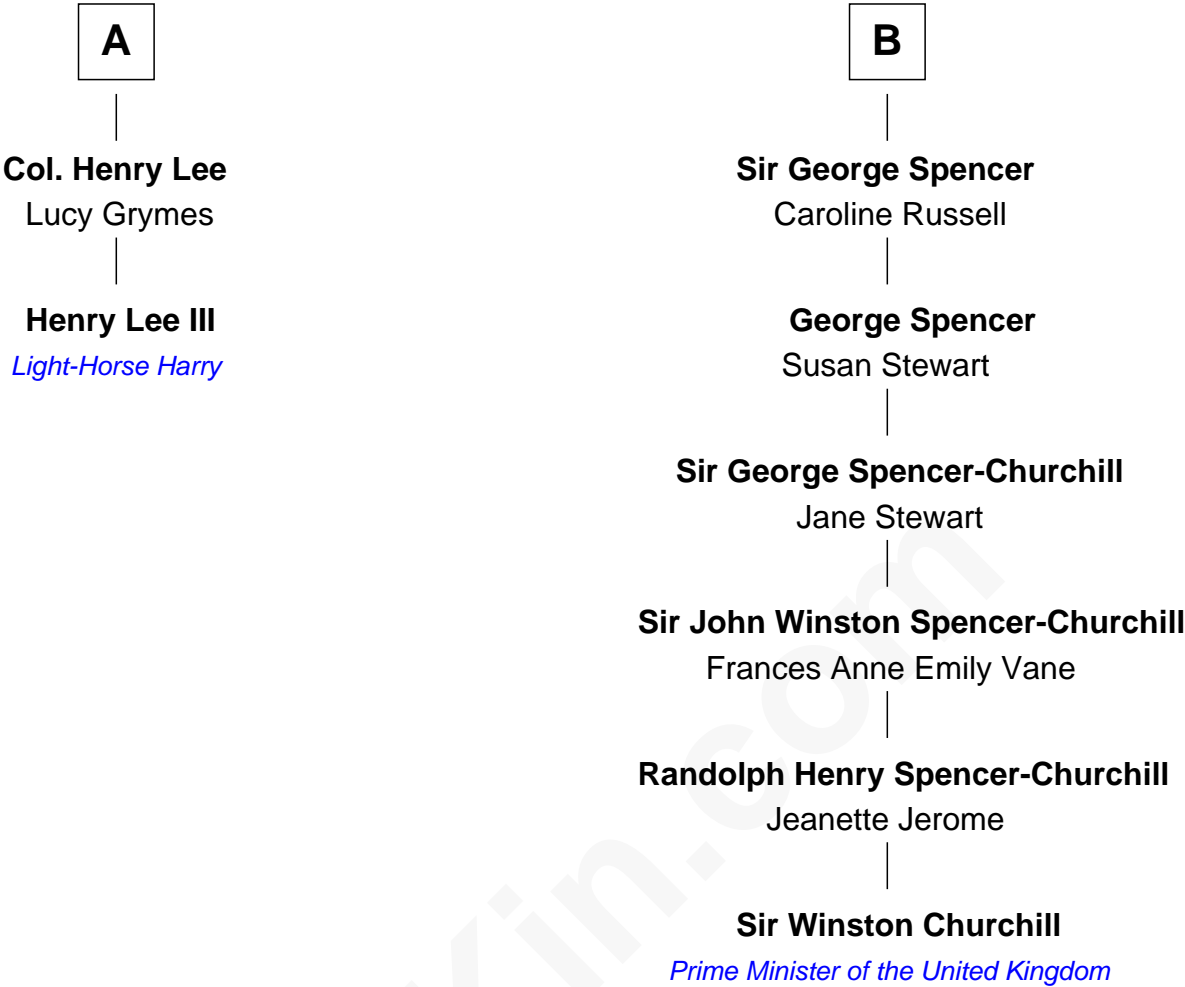 A
Col. Henry Lee
Lucy Grymes
Henry Lee III
Light-Horse Harry
B
Sir George Spencer
Caroline Russell
George Spencer
Susan Stewart
Sir George Spencer-Churchill
Jane Stewart
Sir John Winston Spencer-Churchill
Frances Anne Emily Vane
Randolph Henry Spencer-Churchill
Jeanette Jerome
Sir Winston Churchill
Prime Minister of the United Kingdom
Kin.com